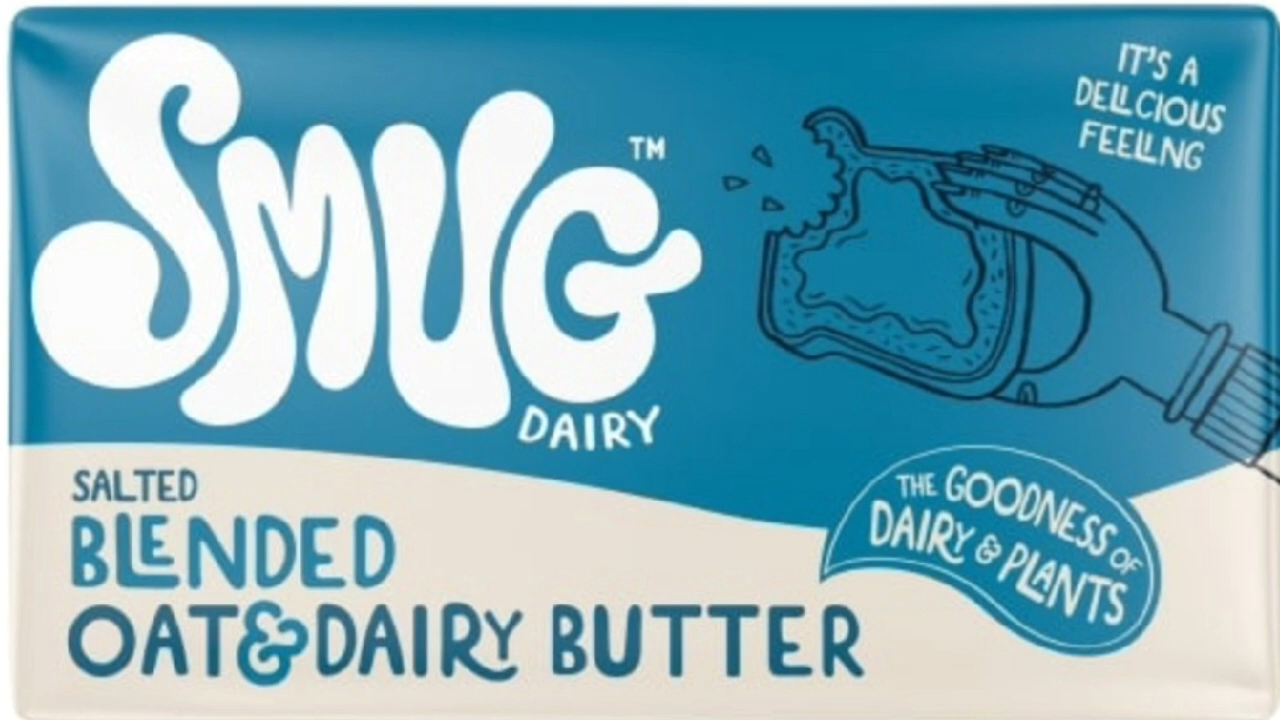 SMUG™
DAIRY
IT'S A
DELICIOUS
FEELING
SALTED
BLENDED
OAT & DAIRY BUTTER
THE GOODNESS OF
DAIRY & PLANTS